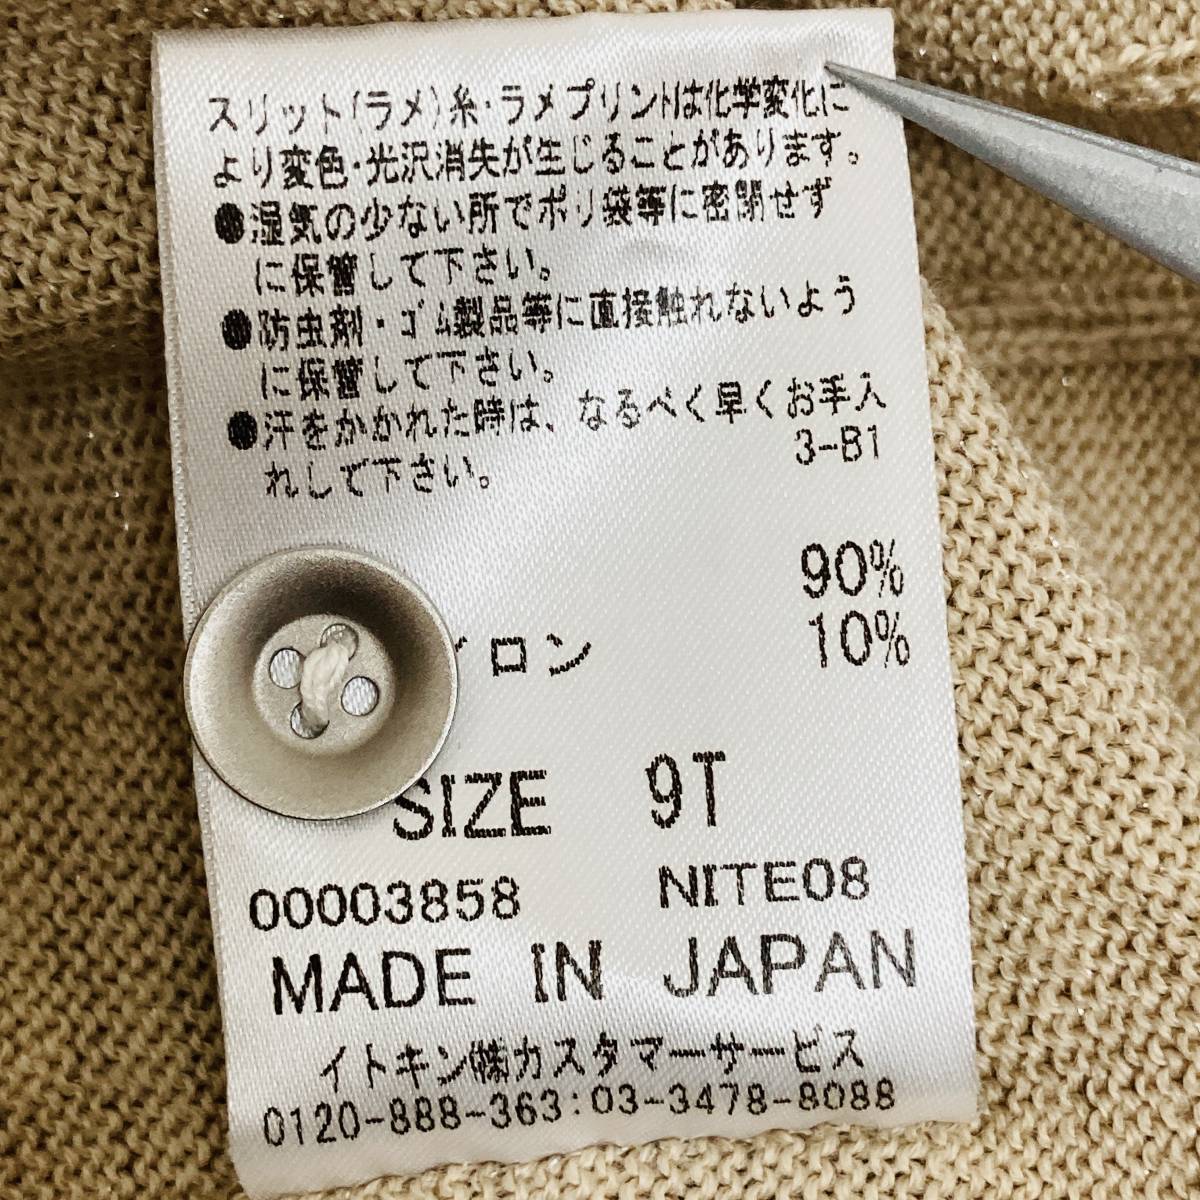 スリット(ラメ)糸・ラメプリントは化学変化に
より変色・光沢消失が生じることがあります。
●湿気の少ない所でポリ袋等に密閉せず
に保管して下さい。
●防虫剤・ゴム製品等に直接触れないよう
に保管して下さい。
●汗をかかれた時は、なるべく早くお手入
れして下さい。
3-B1
90%
イロン 10%
SIZE 9T
00003858 NITE08
MADE IN JAPAN
イトキン㈱カスタマーサービス
0120-888-363:03-3478-8088